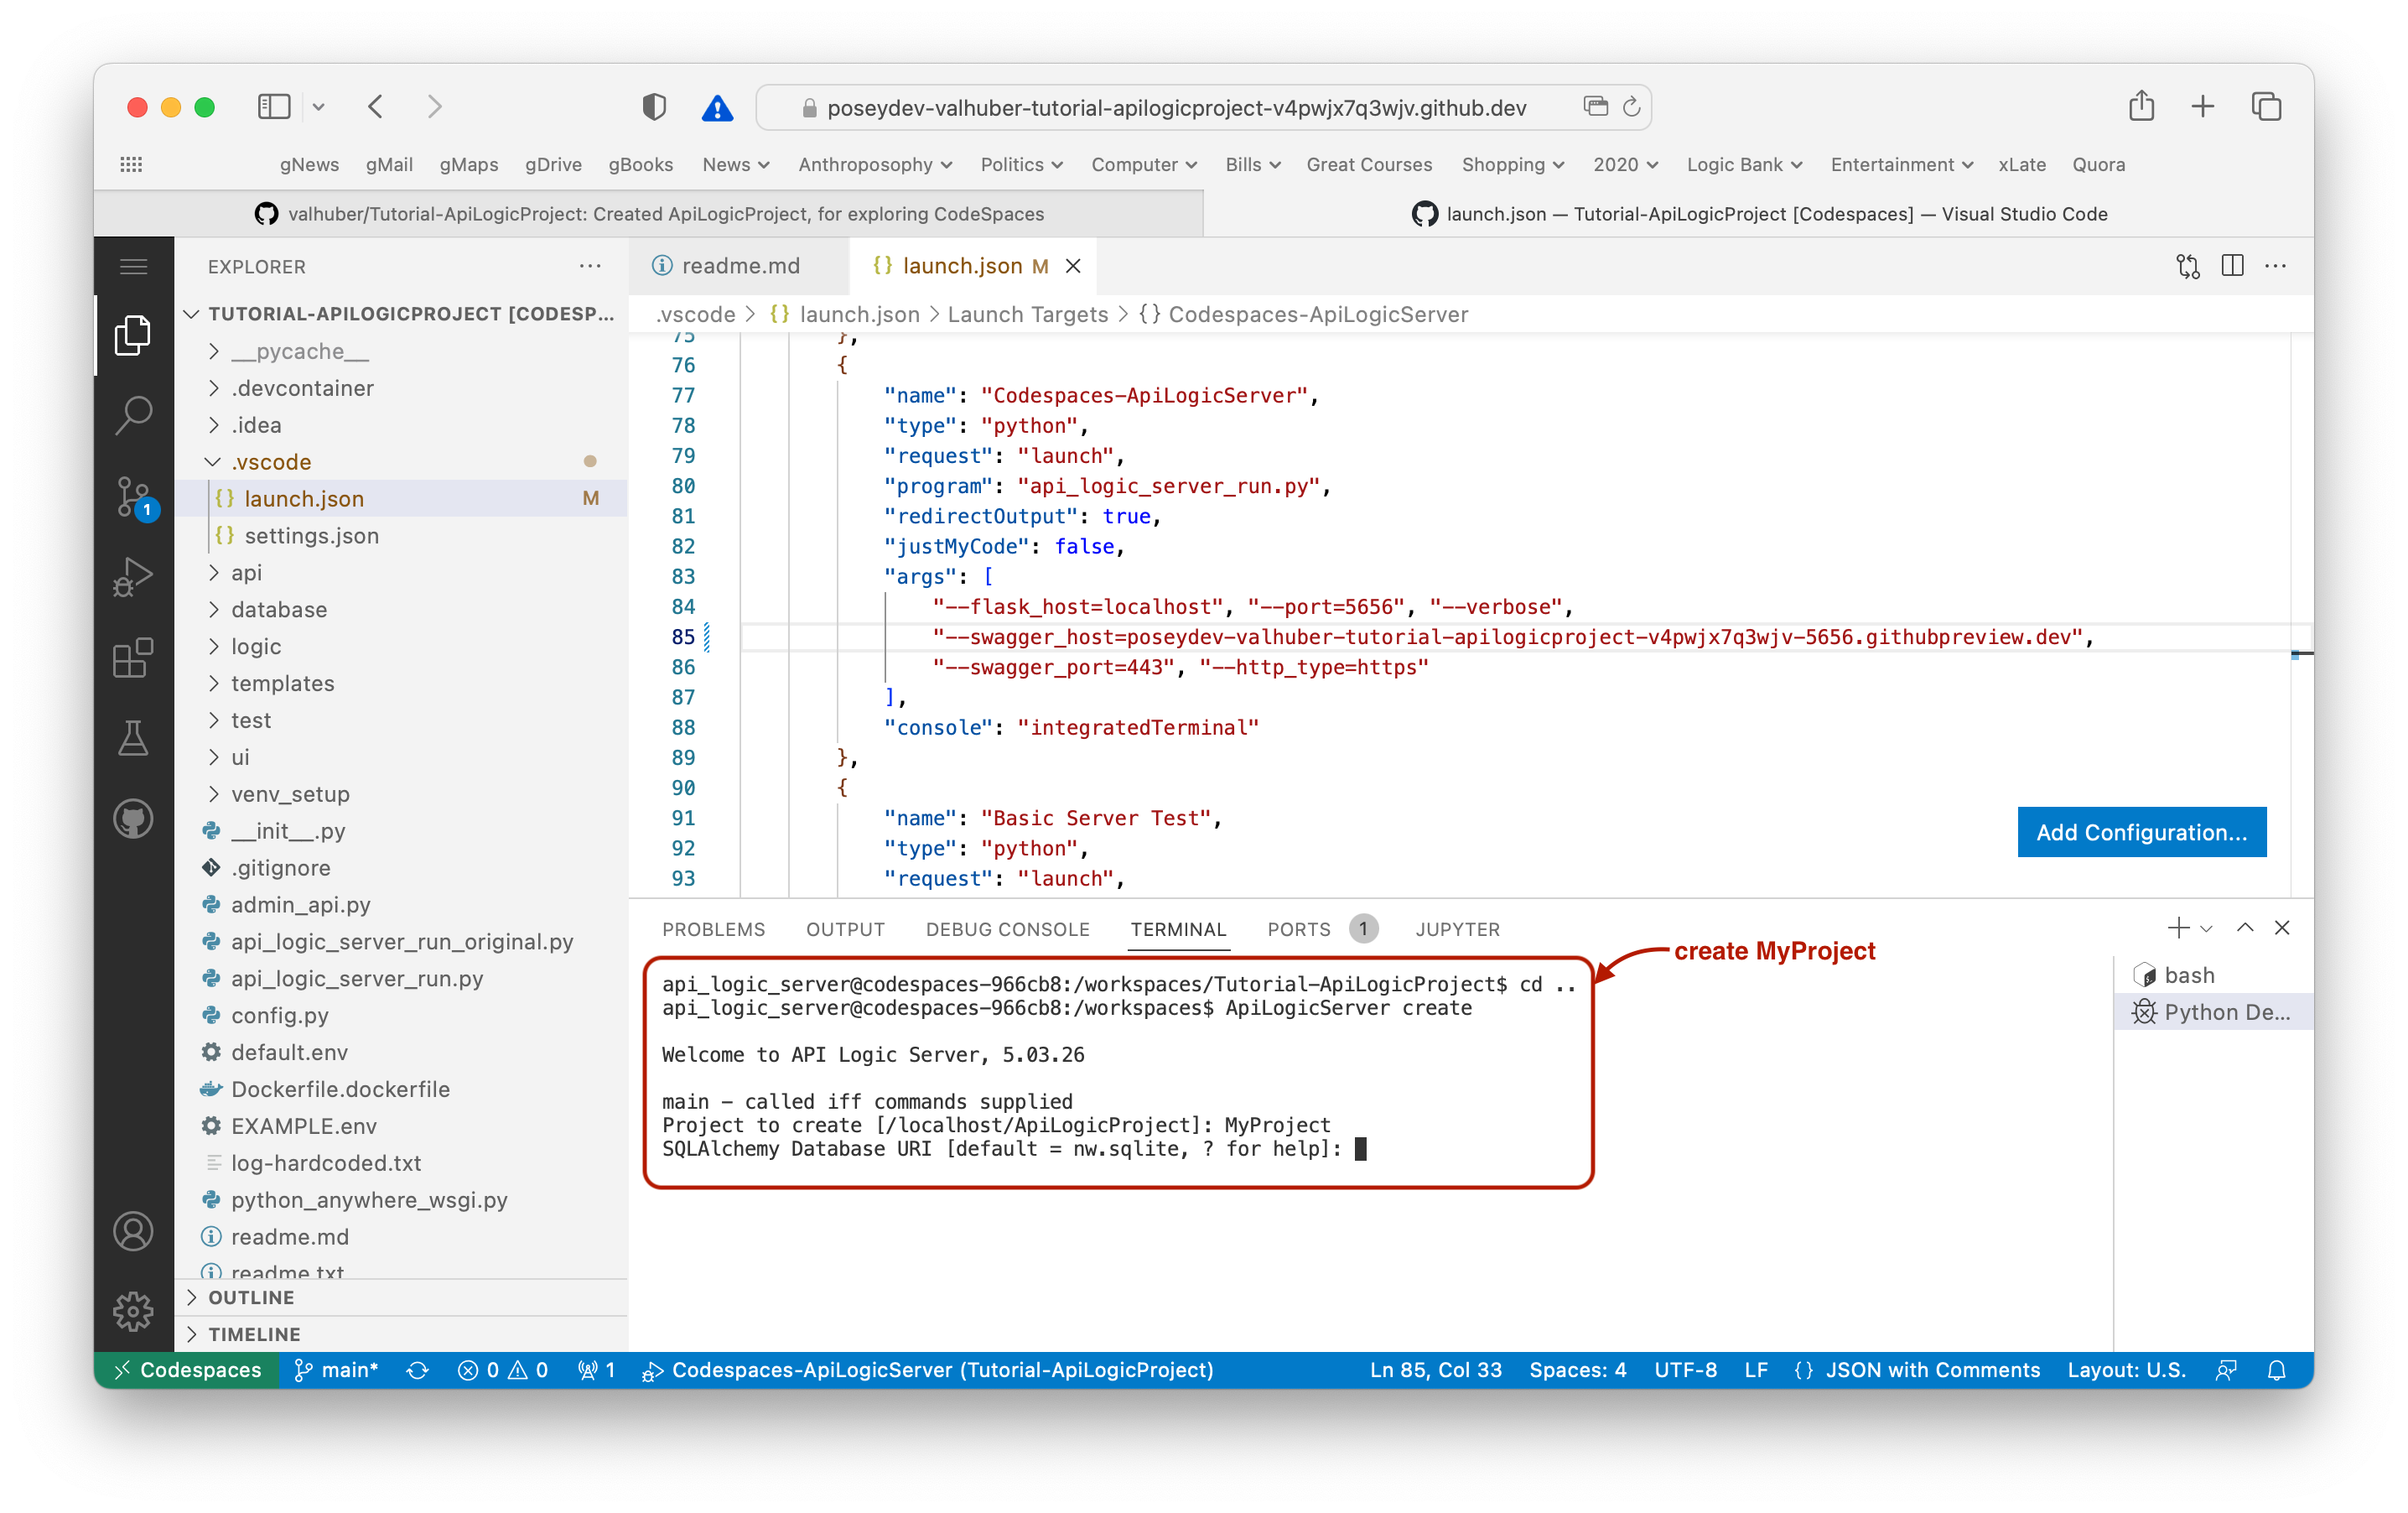 poseydev-valhuber-tutorial-apilogicproject-v4pwjx7q3wjv.github.dev
gNews gMail gMaps gDrive gBooks News Anthroposophy Politics Computer Bills Great Courses Shopping 2020 Logic Bank Entertainment xLate Quora
valhuber/Tutorial-ApiLogicProject: Created ApiLogicProject, for exploring CodeSpaces
launch.json — Tutorial-ApiLogicProject [Codespaces] — Visual Studio Code
EXPLORER
TUTORIAL-APILOGICPROJECT [CODESP...
__pycache__
.devcontainer
.idea
.vscode
{} launch.json M
{} settings.json
api
database
logic
templates
test
ui
venv_setup
__init__.py
.gitignore
admin_api.py
api_logic_server_run_original.py
api_logic_server_run.py
config.py
default.env
Dockerfile.dockerfile
EXAMPLE.env
log-hardcoded.txt
python_anywhere_wsgi.py
readme.md
readme.txt
OUTLINE
TIMELINE
1
readme.md
{} launch.json M
.vscode > {} launch.json > Launch Targets > {} Codespaces-ApiLogicServer
75 },
76 {
77 "name": "Codespaces-ApiLogicServer",
78 "type": "python",
79 "request": "launch",
80 "program": "api_logic_server_run.py",
81 "redirectOutput": true,
82 "justMyCode": false,
83 "args": [
84 "--flask_host=localhost", "--port=5656", "--verbose",
85 "--swagger_host=poseydev-valhuber-tutorial-apilogicproject-v4pwjx7q3wjv-5656.githubpreview.dev",
86 "--swagger_port=443", "--http_type=https"
87 ],
88 "console": "integratedTerminal"
89 },
90 {
91 "name": "Basic Server Test",
92 "type": "python",
93 "request": "launch",
Add Configuration...
PROBLEMS OUTPUT DEBUG CONSOLE TERMINAL PORTS 1 JUPYTER
create MyProject
api_logic_server@codespaces-966cb8:/workspaces/Tutorial-ApiLogicProject$ cd ..
api_logic_server@codespaces-966cb8:/workspaces$ ApiLogicServer create
Welcome to API Logic Server, 5.03.26
main - called iff commands supplied
Project to create [/localhost/ApiLogicProject]: MyProject
SQLAlchemy Database URI [default = nw.sqlite, ? for help]:
bash
Python De...
Codespaces main* 0 0 1 Codespaces-ApiLogicServer (Tutorial-ApiLogicProject) Ln 85, Col 33 Spaces: 4 UTF-8 LF {} JSON with Comments Layout: U.S.